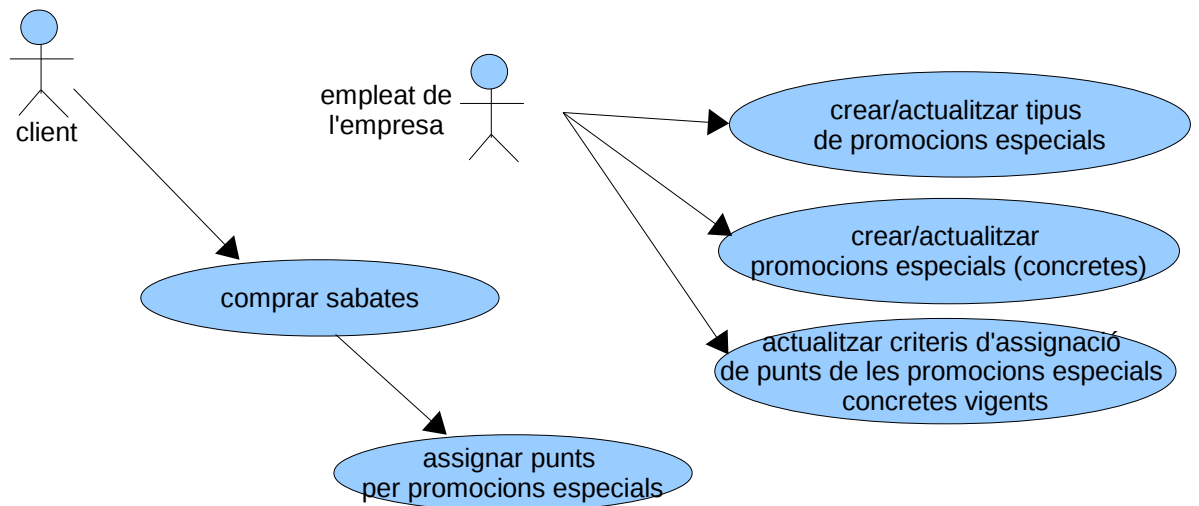 client
empleat de
l'empresa
crear/actualitzar tipus
de promocions especials
crear/actualitzar
promocions especials (concretes)
comprar sabates
actualitzar criteris d'assignació
de punts de les promocions especials
concretes vigents
assignar punts
per promocions especials